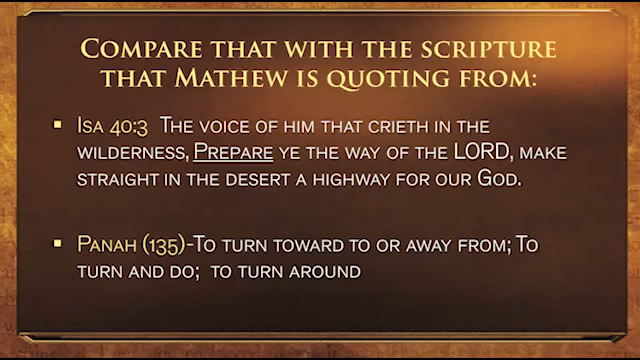 Compare that with the scripture
that Mathew is quoting from:
▪ Isa 40:3 The voice of him that crieth in the
wilderness, Prepare ye the way of the LORD, make
straight in the desert a highway for our God.
▪ Panah (135)-To turn toward to or away from; To
turn and do; to turn around